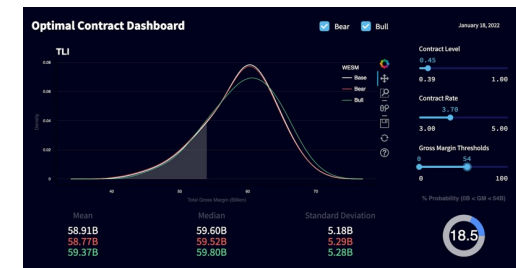 Optimal Contract Dashboard
Bear
Bull
January 18, 2022
TLI
WESM
Base
Bear
Bull
0.08
0.06
0.04
0.02
0
Density
40
50
60
70
Total Gross Margin (Billion)
Mean
Median
Standard Deviation
58.91B
59.60B
5.18B
58.77B
59.52B
5.29B
59.37B
59.80B
5.28B
Contract Level
0.45
0.39
1.00
Contract Rate
3.70
3.00
5.00
Gross Margin Thresholds
0
54
0
100
% Probability (0B < GM < 54B)
18.5